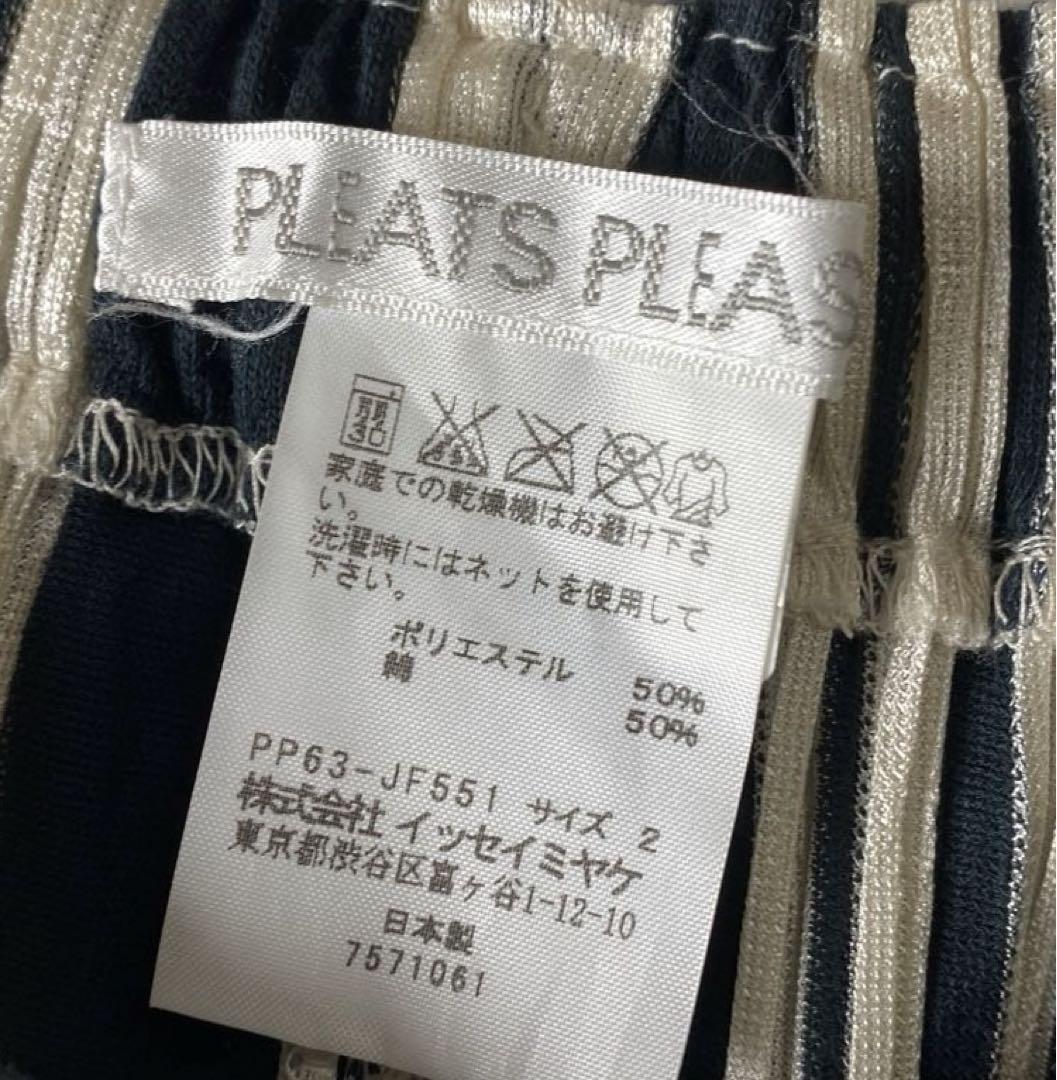 PLEATS PLEAS
弱
30
家庭での乾燥機はお避け下さ
い。
洗濯時にはネットを使用して
下さい。
ポリエステル 50%
綿 50%
PP63-JF551 サイズ 2
株式会社 イッセイミヤケ
東京都渋谷区富ヶ谷1-12-10
日本製
7571061